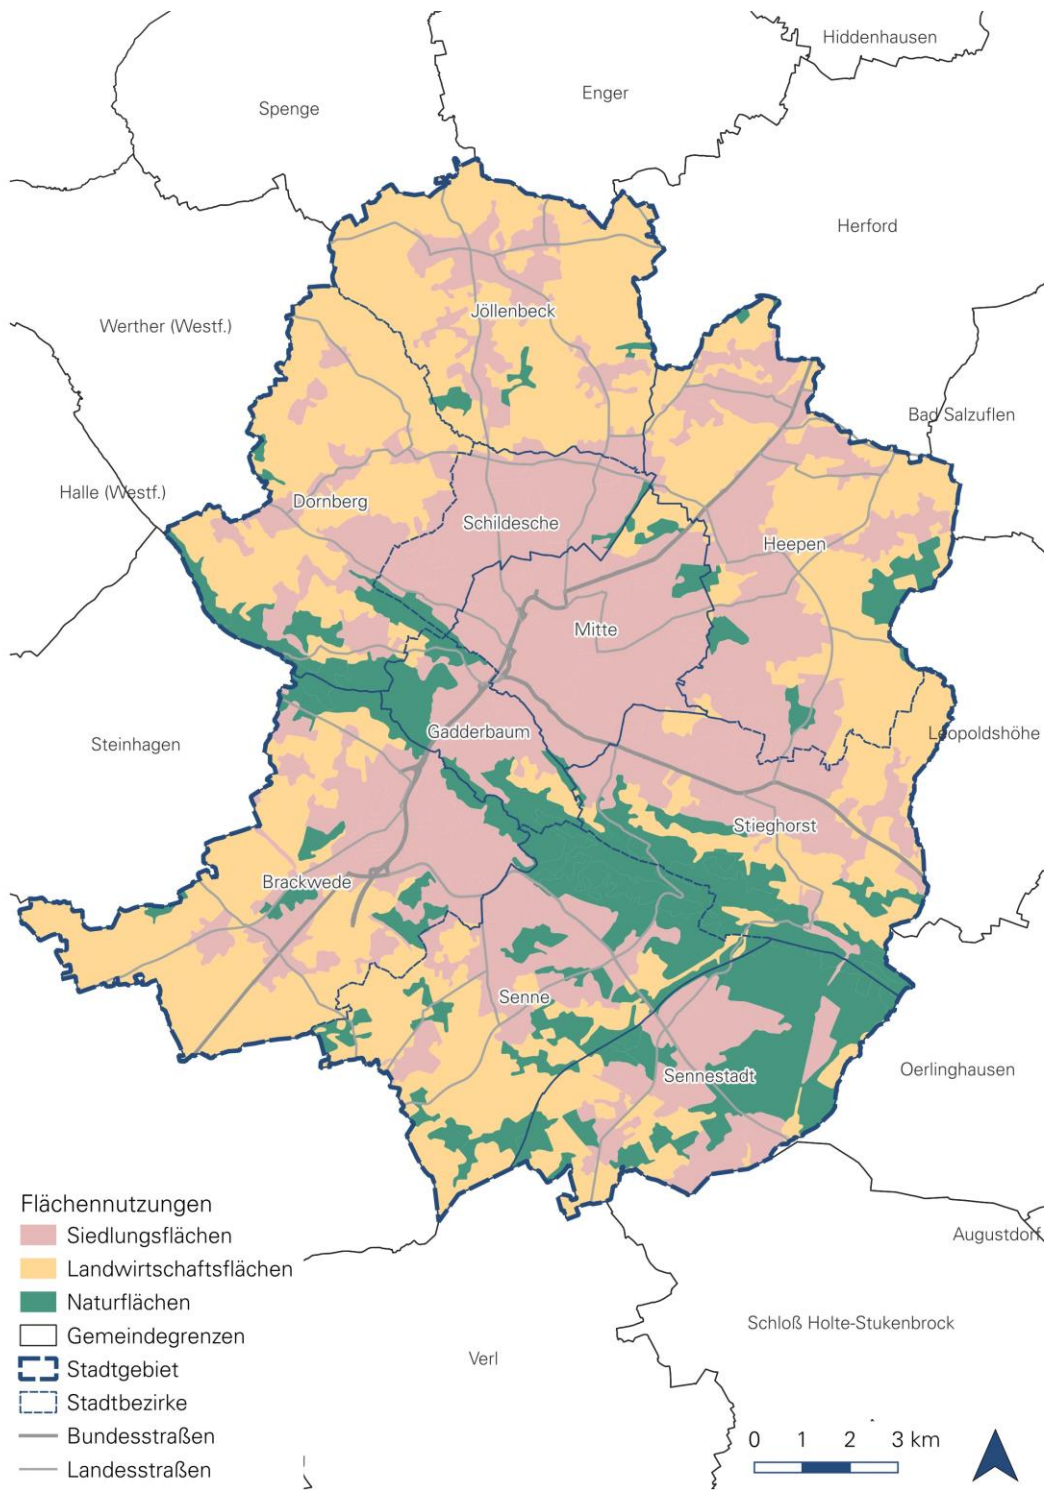 Hiddenhausen
Enger
Spenge
Herford
Jöllenbeck
Werther (Westf.)
Bad Salzuflen
Halle (Westf.)
Dornberg
Schildesche
Heepen
Mitte
Gadderbaum
Leopoldshöhe
Steinhagen
Stieghorst
Brackwede
Senne
Oerlinghausen
Sennestadt
Flächennutzungen
Siedlungsflächen
Landwirtschaftsflächen
Naturflächen
Gemeindegrenzen
Stadtgebiet
Stadtbezirke
Bundesstraßen
Landesstraßen
Augustdorf
Schloß Holte-Stukenbrock
Verl
0 1 2 3 km